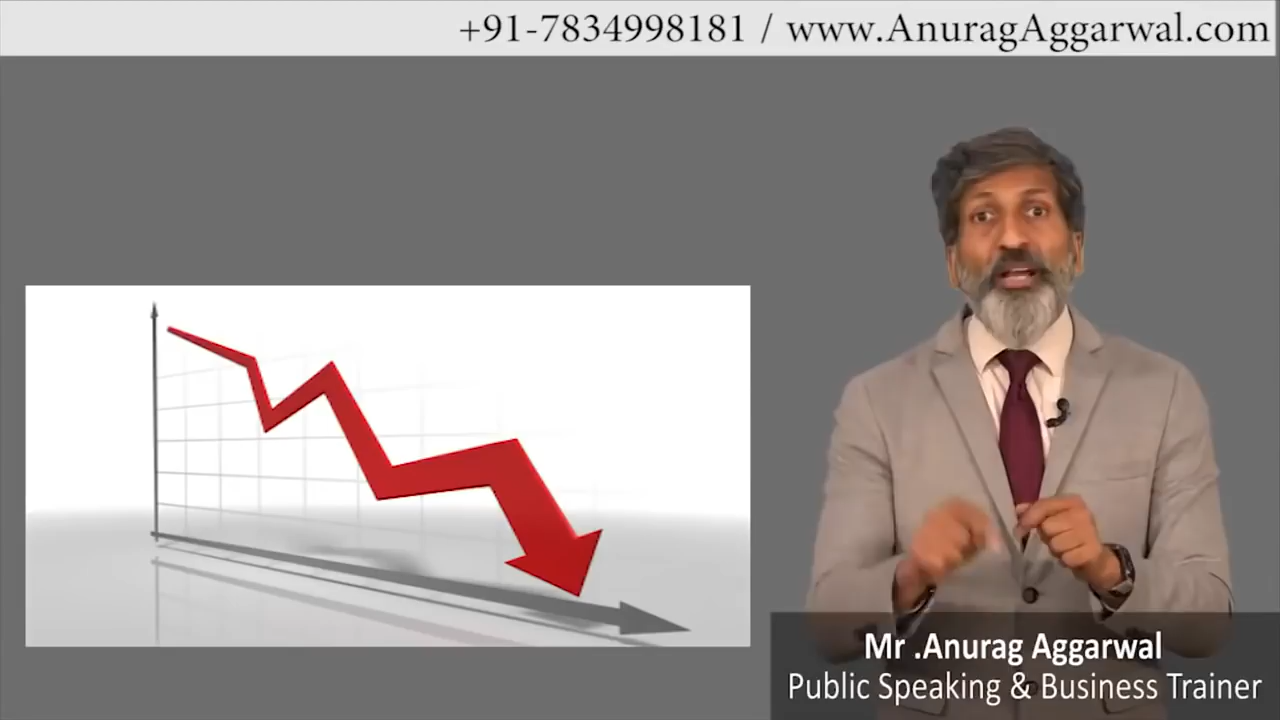 +91-7834998181 / www.AnuragAggarwal.com
Mr .Anurag Aggarwal
Public Speaking & Business Trainer